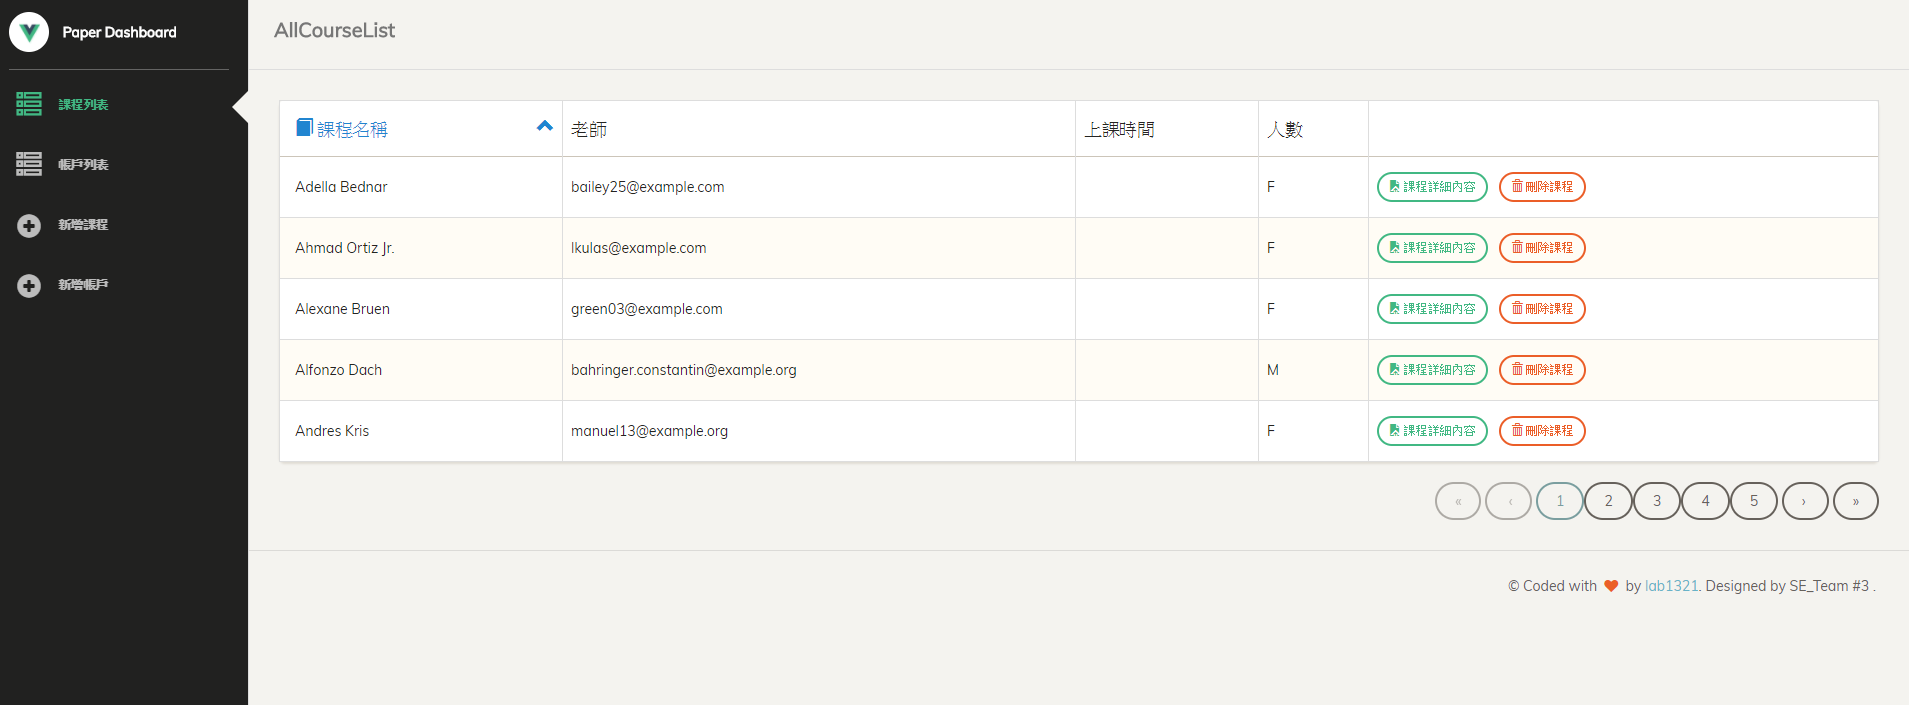 Paper Dashboard
課程列表
帳戶列表
新增課程
新增帳戶
AllCourseList
課程名稱 老師 上課時間 人數
Adella Bednar bailey25@example.com F 課程詳細內容 刪除課程
Ahmad Ortiz Jr. lkulas@example.com F 課程詳細內容 刪除課程
Alexane Bruen green03@example.com F 課程詳細內容 刪除課程
Alfonzo Dach bahringer.constantin@example.org M 課程詳細內容 刪除課程
Andres Kris manuel13@example.org F 課程詳細內容 刪除課程
« ‹ 1 2 3 4 5 › »
© Coded with ❤ by lab1321. Designed by SE_Team #3 .